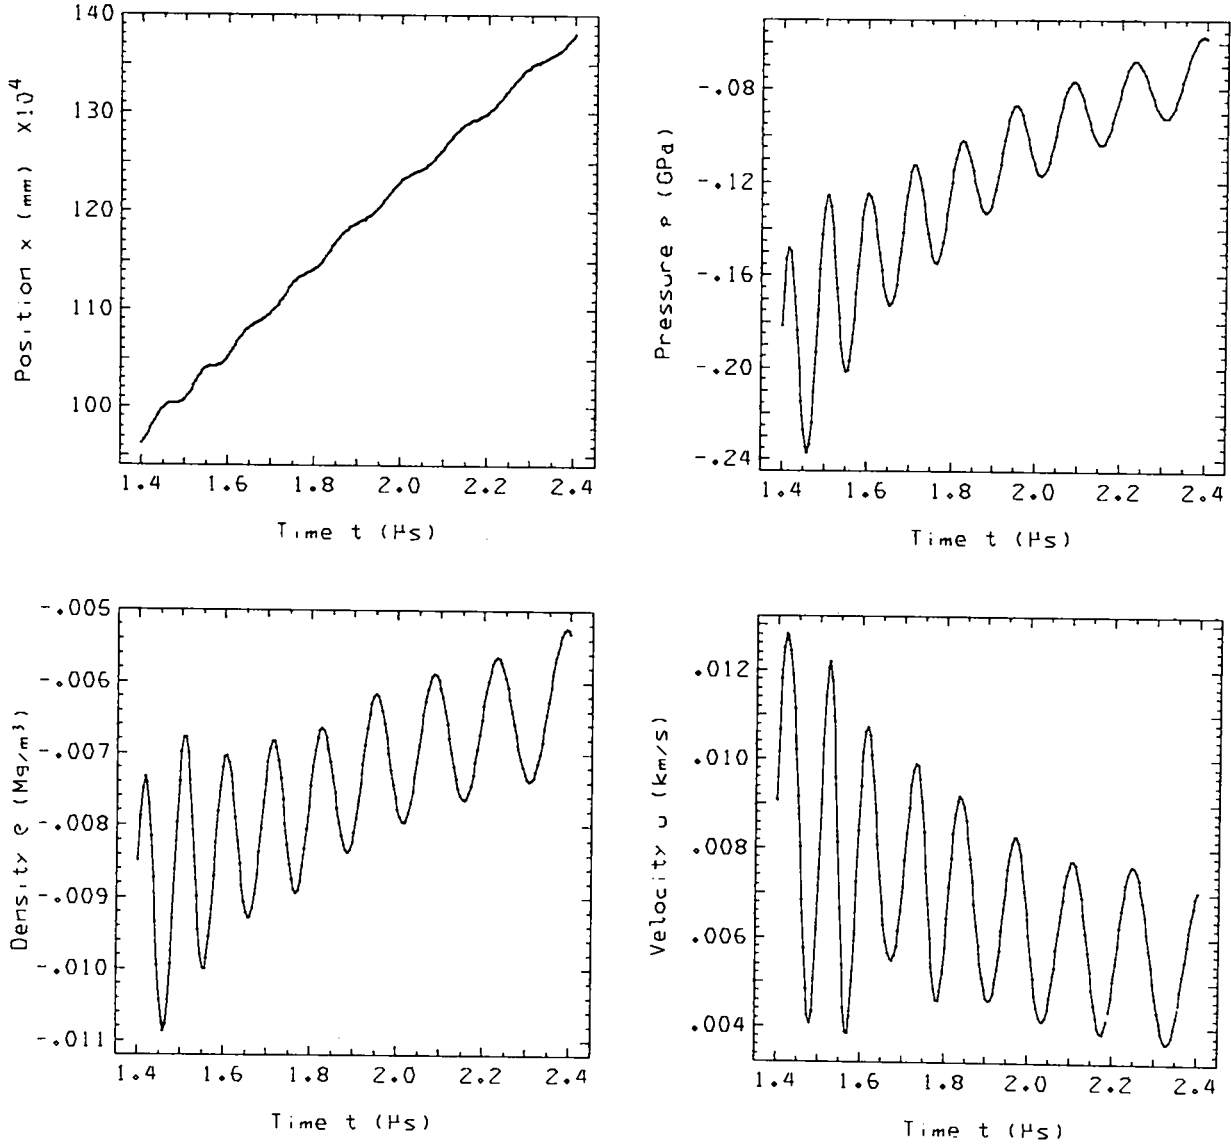 Position x (mm) X10^4
130
120
110
100
1.4 1.6 1.8 2.0 2.2 2.4
Time t (μs)
Pressure p (GPa)
-.08
-.12
-.16
-.20
-.24
1.4 1.6 1.8 2.0 2.2 2.4
Time t (μs)
Density ρ (Mg/m³)
-.005
-.006
-.007
-.008
-.009
-.010
-.011
1.4 1.6 1.8 2.0 2.2 2.4
Time t (μs)
Velocity u (km/s)
.012
.010
.008
.006
.004
1.4 1.6 1.8 2.0 2.2 2.4
Time t (μs)